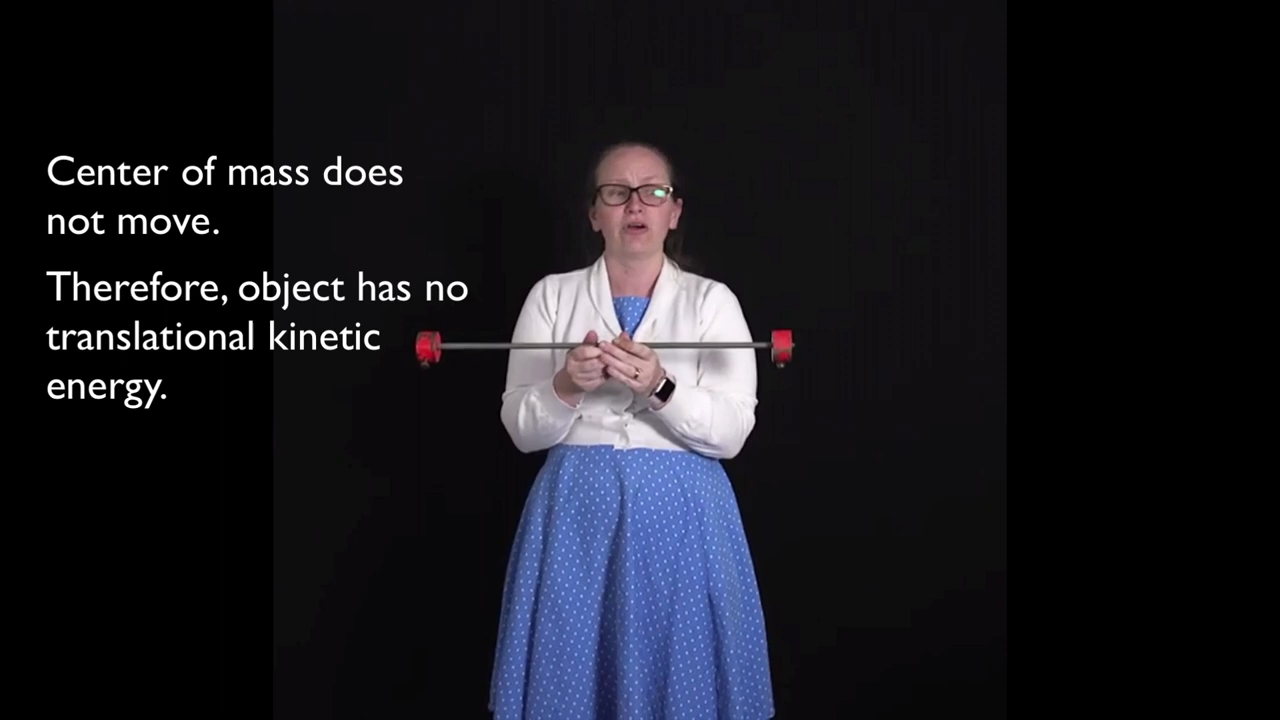 Center of mass does
not move.
Therefore, object has no
translational kinetic
energy.